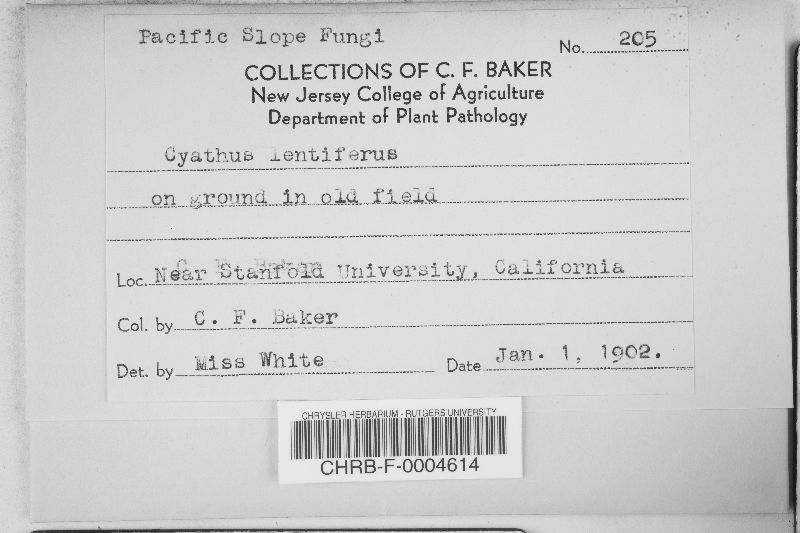 Pacific Slope Fungi
No. 205
COLLECTIONS OF C. F. BAKER
New Jersey College of Agriculture
Department of Plant Pathology
Cyathus lentiferus
on ground in old field
Loc. Near Stanfold University, California
Col. by C. F. Baker
Det. by Miss White Date Jan. 1, 1902.
CHRYSLER HERBARIUM - RUTGERS UNIVERSITY
CHRB-F-0004614